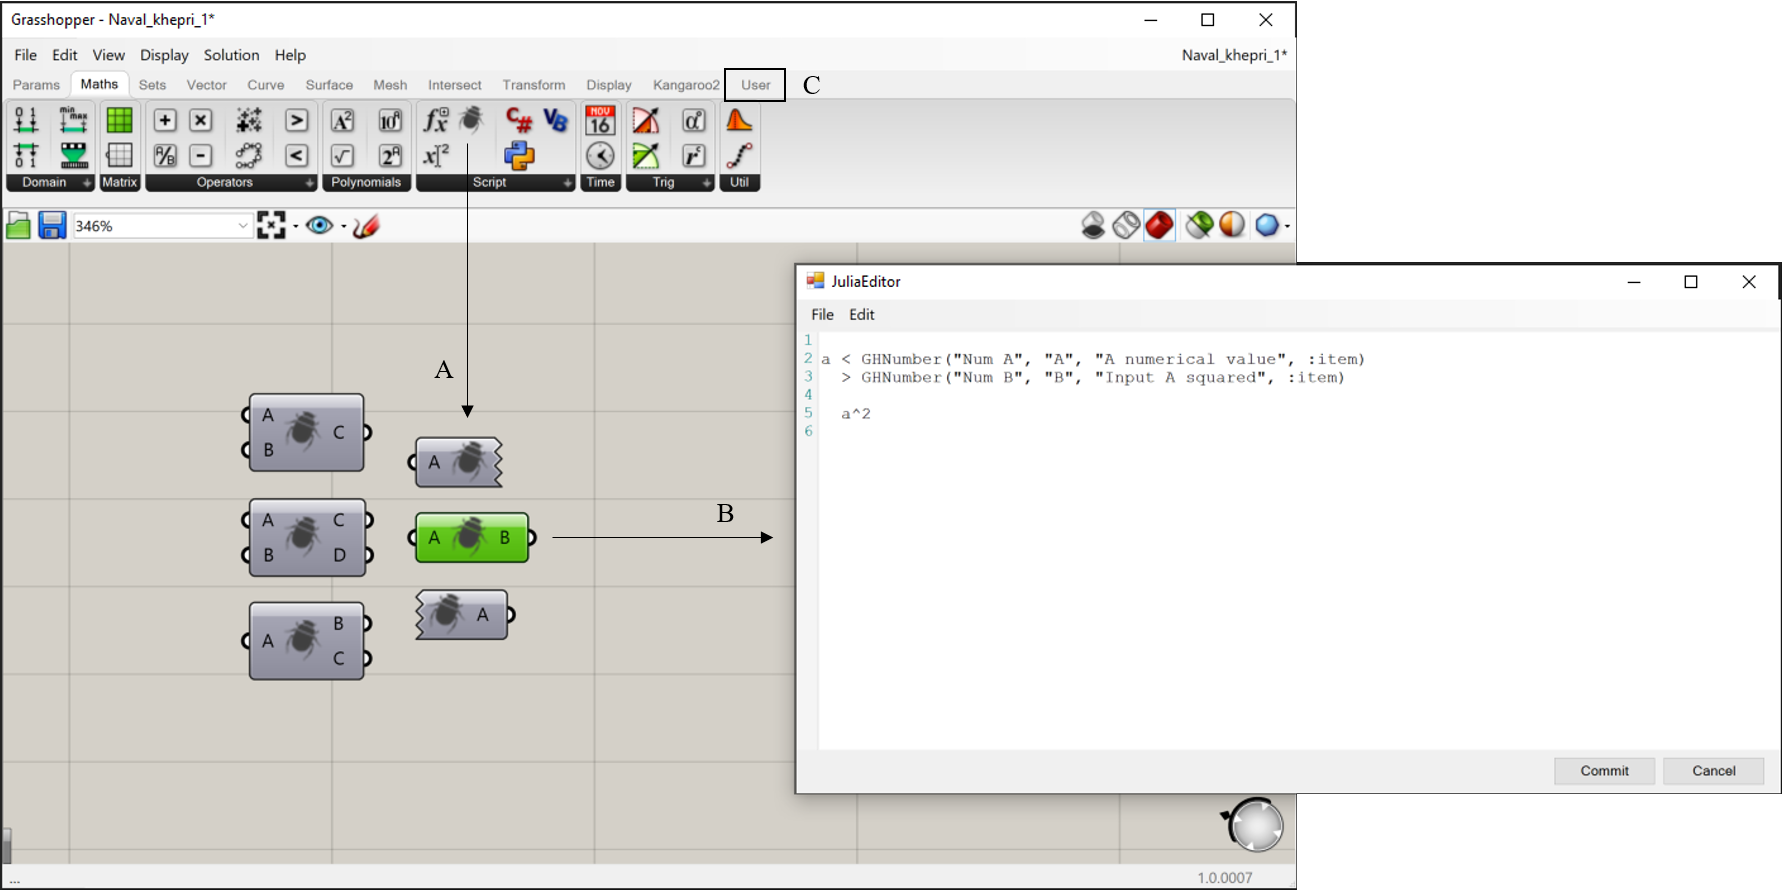 Grasshopper - Naval_khepri_1*
File Edit View Display Solution Help Naval_khepri_1*
Params Maths Sets Vector Curve Surface Mesh Intersect Transform Display Kangaroo2 User C
Domain Matrix Operators Polynomials Script Time Trig Util
346%
A
B
A
B
C
A
B
C
D
A
B
C
A
A B
A
JuliaEditor
File Edit
1
2 a < GHNumber("Num A", "A", "A numerical value", :item)
3 > GHNumber("Num B", "B", "Input A squared", :item)
4
5 a^2
6
Commit Cancel
...
1.0.0007